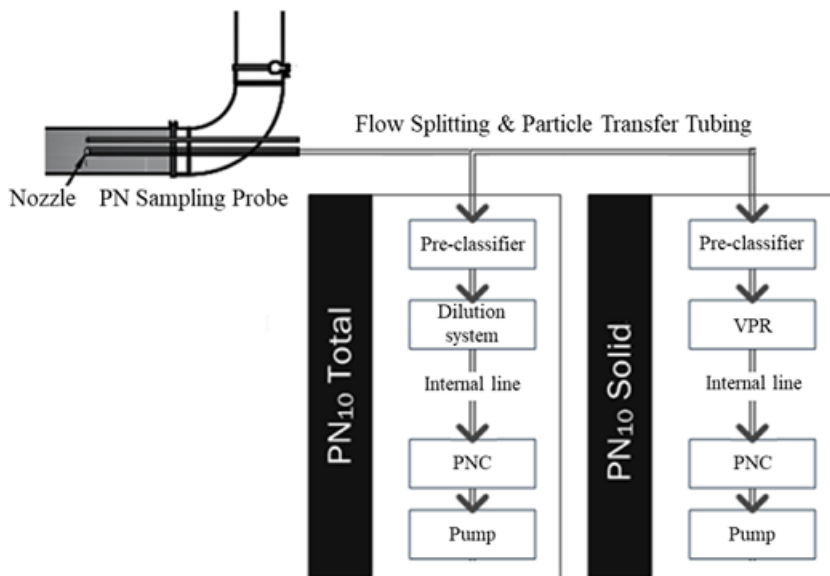 Flow Splitting & Particle Transfer Tubing
Nozzle
PN Sampling Probe
PN₁₀ Total
Pre-classifier
Dilution
system
Internal line
PNC
Pump
PN₁₀ Solid
Pre-classifier
VPR
Internal line
PNC
Pump